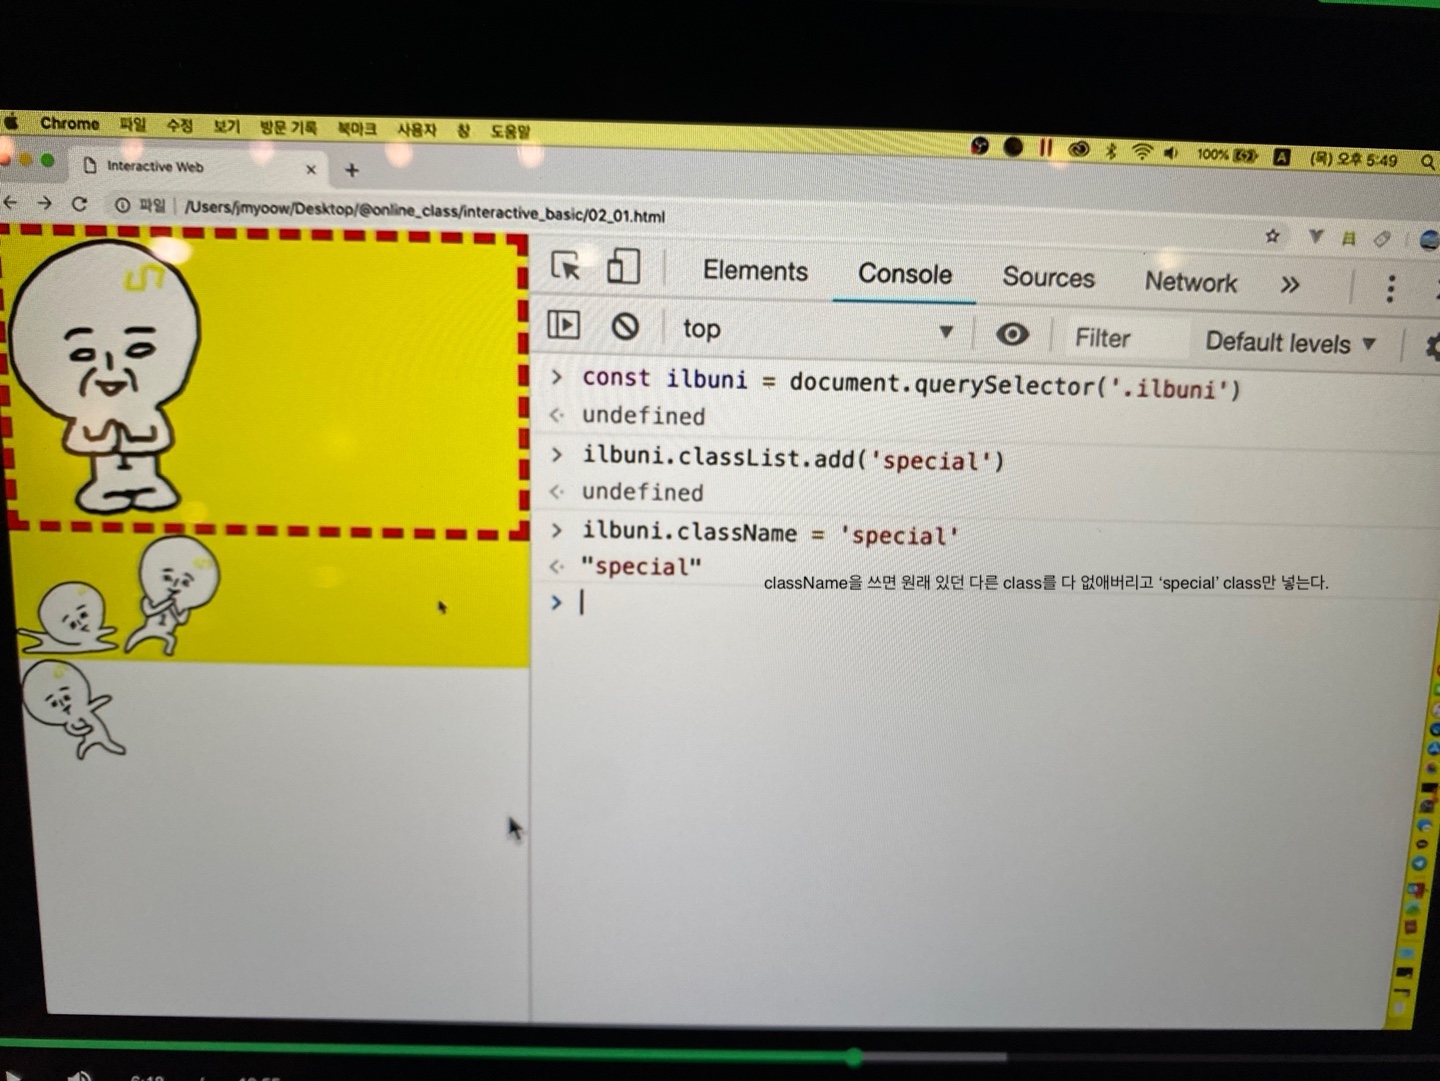 Chrome 파일 수정 보기 방문 기록 북마크 사용자 창 도움말
100% A (목) 오후 5:49
Interactive Web
파일 /Users/jmyoow/Desktop/@online_class/interactive_basic/02_01.html
Elements Console Sources Network »
top Filter Default levels
> const ilbuni = document.querySelector('.ilbuni')
undefined
> ilbuni.classList.add('special')
undefined
> ilbuni.className = 'special'
"special"
className을 쓰면 원래 있던 다른 class를 다 없애버리고 ‘special’ class만 넣는다.
>